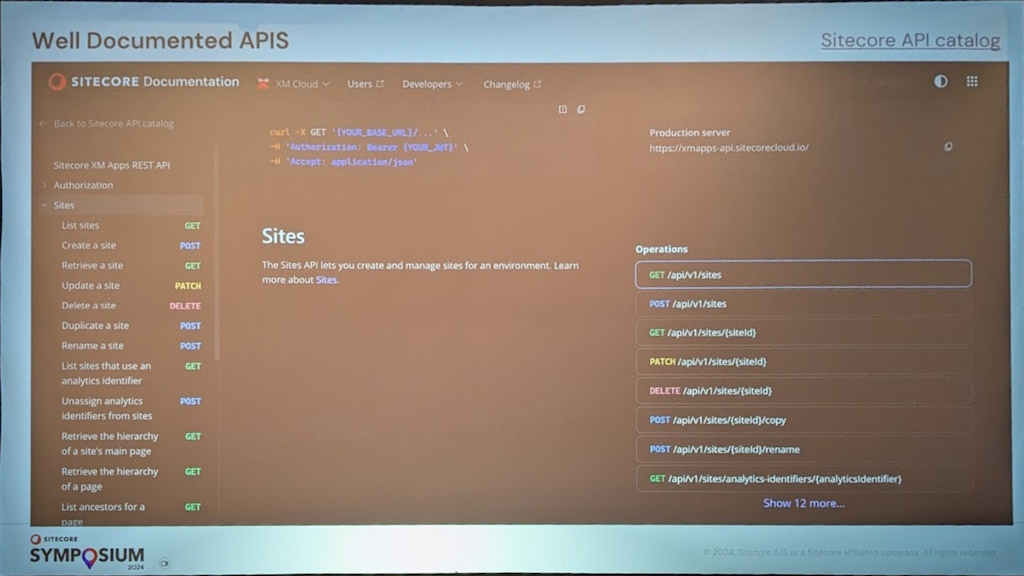 Well Documented APIS
Sitecore API catalog
SITECORE Documentation
XM Cloud
Users
Developers
Changelog
← Back to Sitecore API catalog
Sitecore XM Apps REST API
Authorization
Sites
List sites GET
Create a site POST
Retrieve a site GET
Update a site PATCH
Delete a site DELETE
Duplicate a site POST
Rename a site POST
List sites that use an GET
analytics identifier
Unassign analytics POST
identifiers from sites
Retrieve the hierarchy GET
of a site's main page
Retrieve the hierarchy GET
of a page
List ancestors for a GET
page
curl -X GET '{YOUR_BASE_URL}/...' \
-H 'Authorization: Bearer {YOUR_JWT}' \
-H 'Accept: application/json'
Sites
The Sites API lets you create and manage sites for an environment. Learn
more about Sites.
Production server
https://xmapps-api.sitecorecloud.io/
Operations
GET /api/v1/sites
POST /api/v1/sites
GET /api/v1/sites/{siteId}
PATCH /api/v1/sites/{siteId}
DELETE /api/v1/sites/{siteId}
POST /api/v1/sites/{siteId}/copy
POST /api/v1/sites/{siteId}/rename
GET /api/v1/sites/analytics-identifiers/{analyticsIdentifier}
Show 12 more...
SITECORE
SYMPOSIUM
2024
© 2024, Sitecore A/S or a Sitecore affiliated company. All rights reserved.